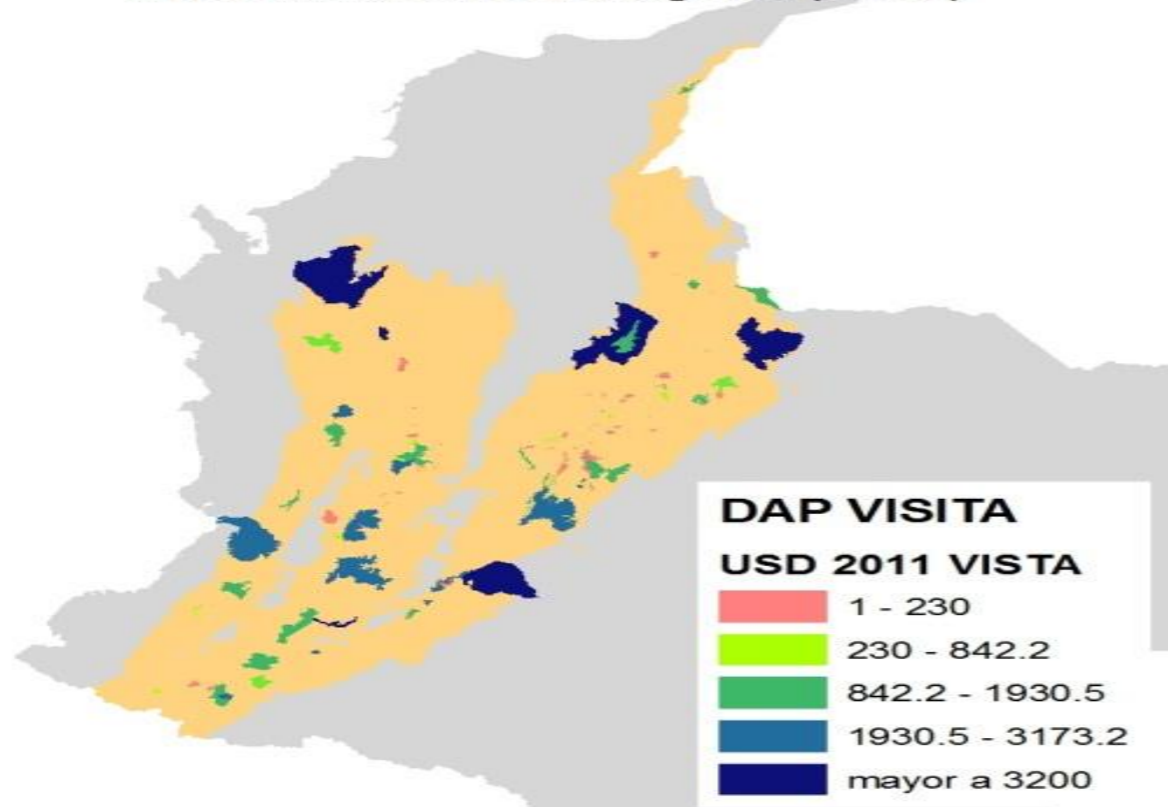 DAP VISITA
USD 2011 VISTA
1 - 230
230 - 842.2
842.2 - 1930.5
1930.5 - 3173.2
mayor a 3200